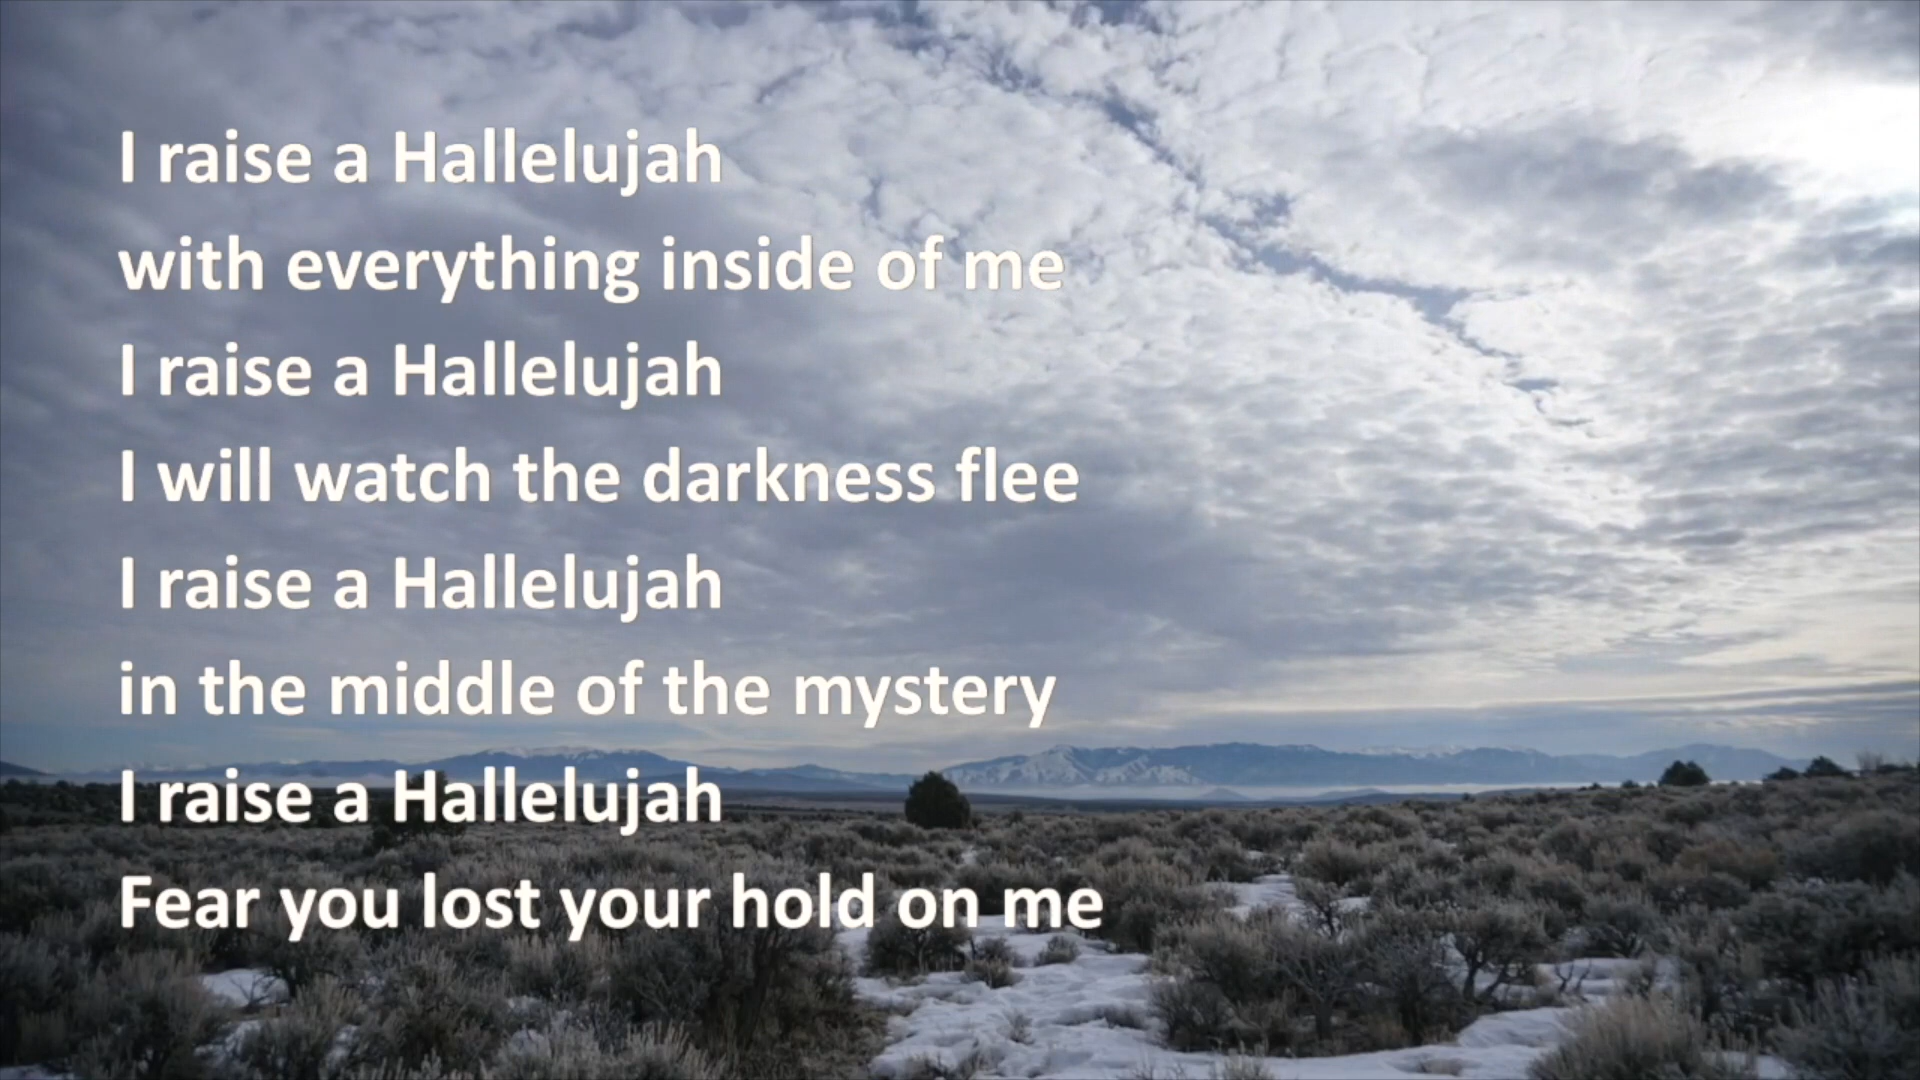 I raise a Hallelujah
with everything inside of me
I raise a Hallelujah
I will watch the darkness flee
I raise a Hallelujah
in the middle of the mystery
I raise a Hallelujah
Fear you lost your hold on me